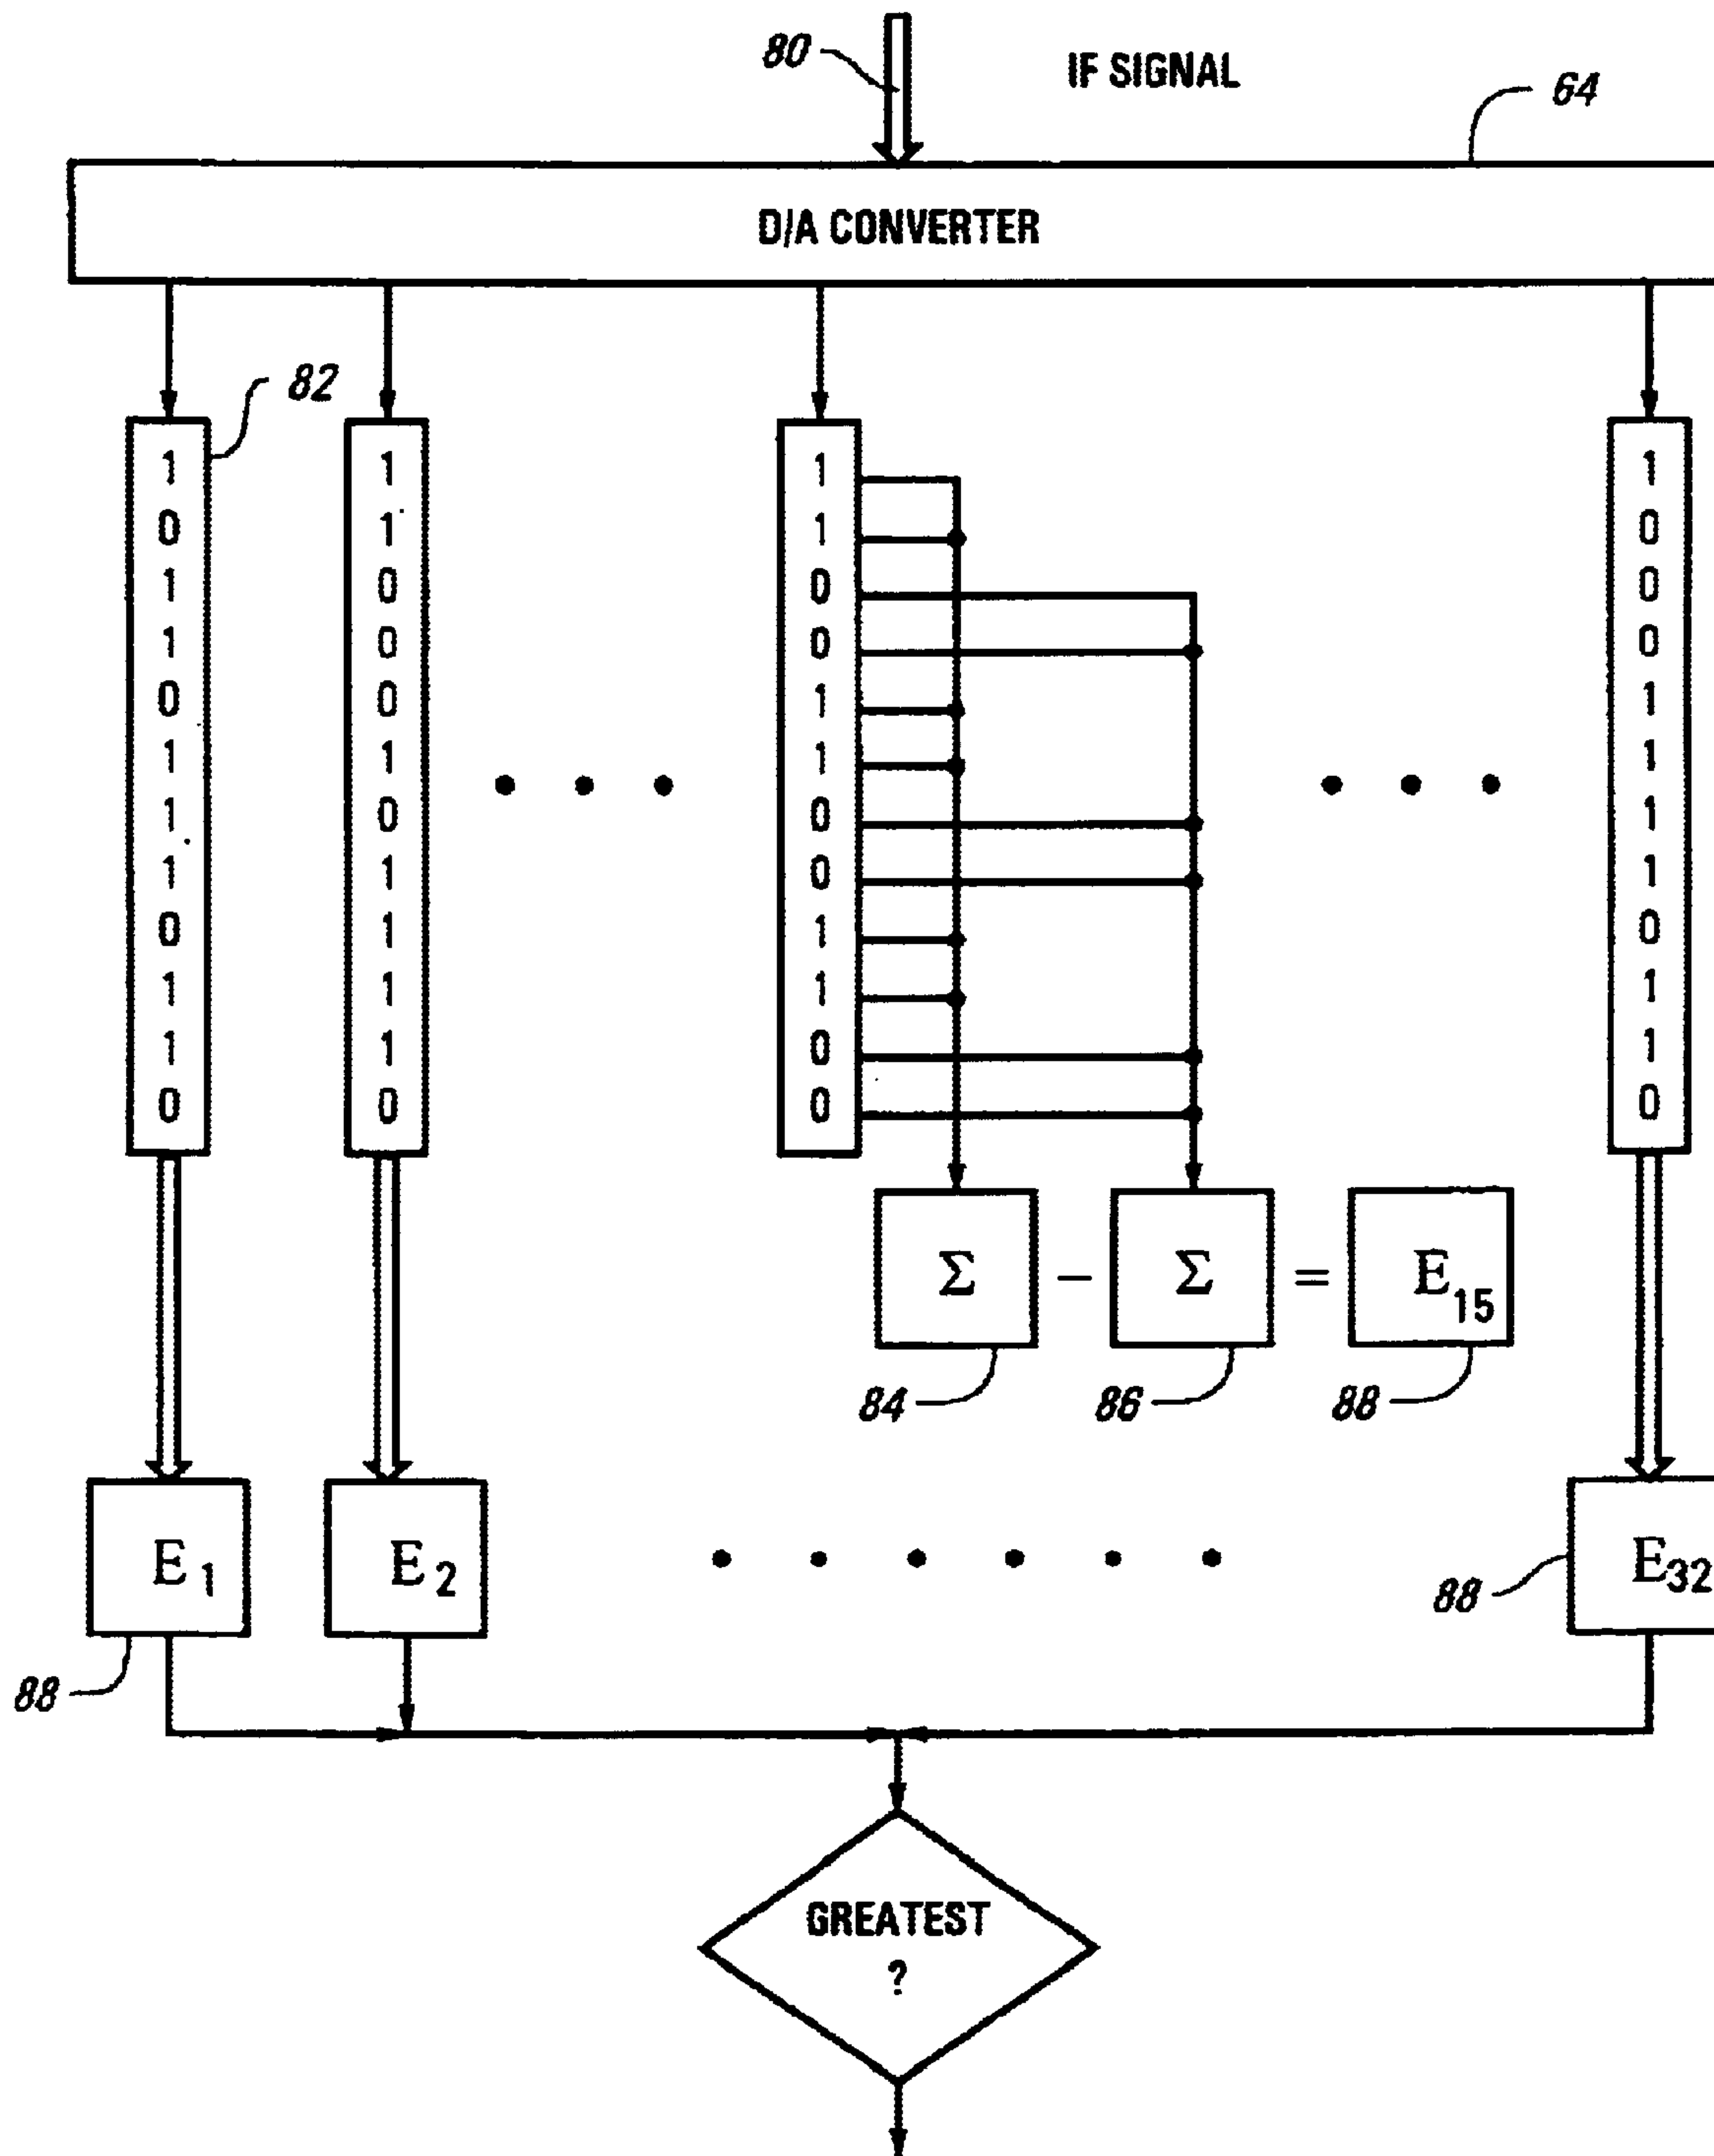 80
IF SIGNAL
64
D/A CONVERTER
82
1 1 1 1
0 1 1 0
1 0 0 0
1 0 0 0
0 0 1 1
1 1 1 1
1 0 0 1
1 1 0 1
0 1 1 0
1 1 1 1
1 1 0 1
0 0 0 0
Σ - Σ = E15
84 86 88
E1 E2 E32
88
88
GREATEST
?